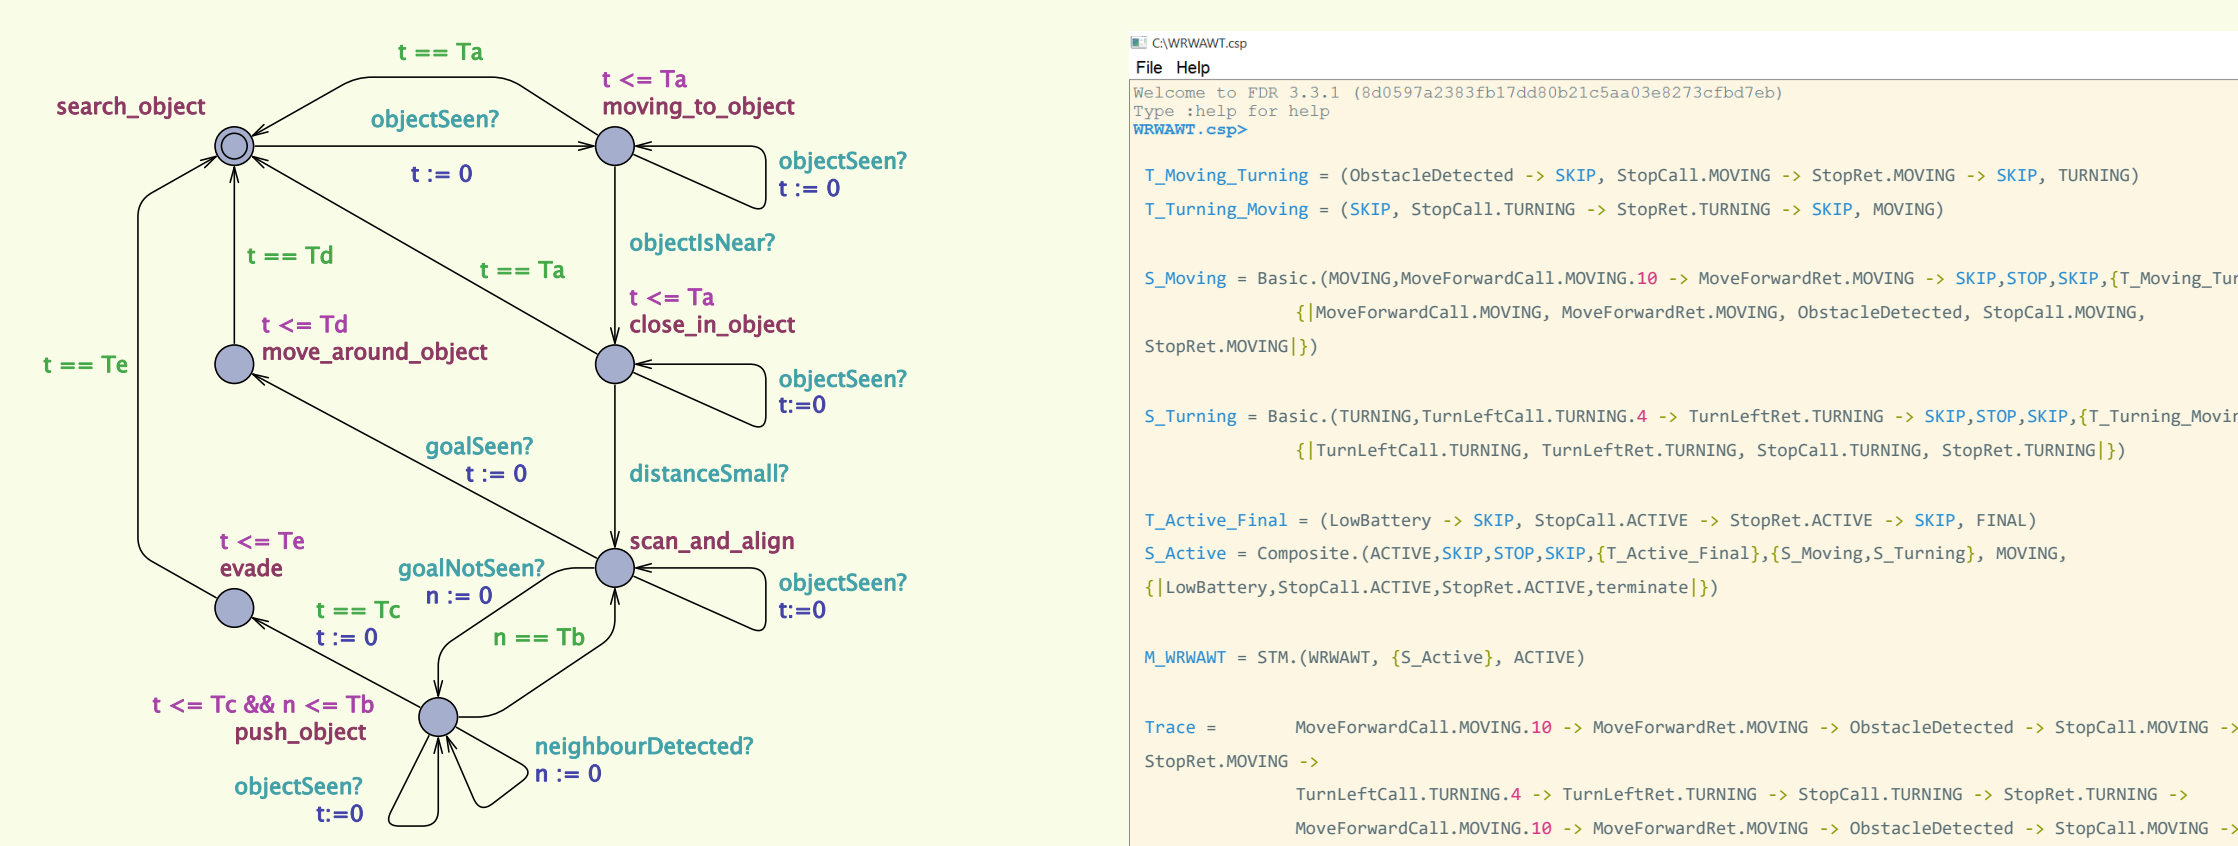 t == Ta
t <= Ta
search_object
moving_to_object
objectSeen?
t := 0
objectSeen?
t := 0
objectIsNear?
t == Td
t == Ta
t <= Ta
close_in_object
t <= Td
move_around_object
t == Te
objectSeen?
t:=0
goalSeen?
t := 0
distanceSmall?
t <= Te
evade
scan_and_align
goalNotSeen?
n := 0
objectSeen?
t:=0
t == Tc
t := 0
n == Tb
t <= Tc && n <= Tb
push_object
neighbourDetected?
n := 0
objectSeen?
t:=0
C:\WRWAWT.csp
File Help
Welcome to FDR 3.3.1 (8d0597a2383fb17dd80b21c5aa03e8273cfbd7eb)
Type :help for help
WRWAWT.csp>
T_Moving_Turning = (ObstacleDetected -> SKIP, StopCall.MOVING -> StopRet.MOVING -> SKIP, TURNING)
T_Turning_Moving = (SKIP, StopCall.TURNING -> StopRet.TURNING -> SKIP, MOVING)
S_Moving = Basic.(MOVING,MoveForwardCall.MOVING.10 -> MoveForwardRet.MOVING -> SKIP,STOP,SKIP,{T_Moving_Tur
{|MoveForwardCall.MOVING, MoveForwardRet.MOVING, ObstacleDetected, StopCall.MOVING,
StopRet.MOVING|})
S_Turning = Basic.(TURNING,TurnLeftCall.TURNING.4 -> TurnLeftRet.TURNING -> SKIP,STOP,SKIP,{T_Turning_Movin
{|TurnLeftCall.TURNING, TurnLeftRet.TURNING, StopCall.TURNING, StopRet.TURNING|})
T_Active_Final = (LowBattery -> SKIP, StopCall.ACTIVE -> StopRet.ACTIVE -> SKIP, FINAL)
S_Active = Composite.(ACTIVE,SKIP,STOP,SKIP,{T_Active_Final},{S_Moving,S_Turning}, MOVING,
{|LowBattery,StopCall.ACTIVE,StopRet.ACTIVE,terminate|})
M_WRWAWT = STM.(WRWAWT, {S_Active}, ACTIVE)
Trace = MoveForwardCall.MOVING.10 -> MoveForwardRet.MOVING -> ObstacleDetected -> StopCall.MOVING ->
StopRet.MOVING ->
TurnLeftCall.TURNING.4 -> TurnLeftRet.TURNING -> StopCall.TURNING -> StopRet.TURNING ->
MoveForwardCall.MOVING.10 -> MoveForwardRet.MOVING -> ObstacleDetected -> StopCall.MOVING ->